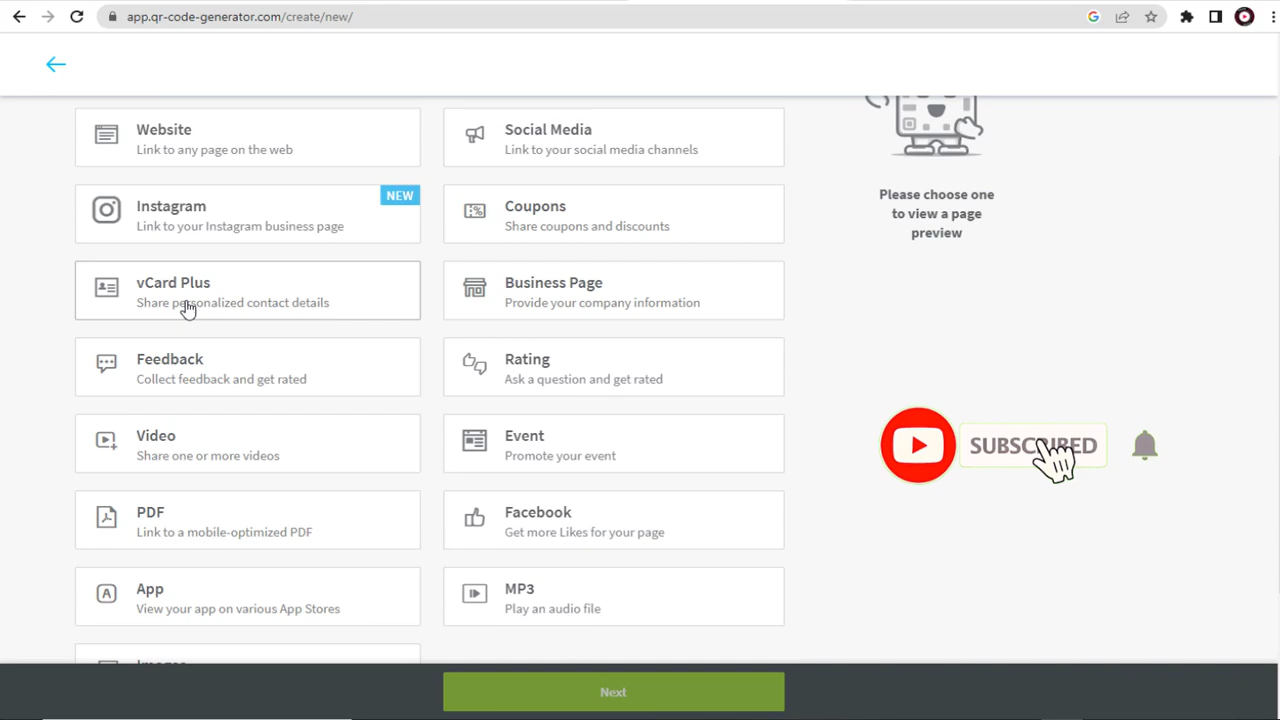 app.qr-code-generator.com/create/new/
Website
Link to any page on the web
Social Media
Link to your social media channels
Instagram
Link to your Instagram business page
NEW
Coupons
Share coupons and discounts
vCard Plus
Share personalized contact details
Business Page
Provide your company information
Feedback
Collect feedback and get rated
Rating
Ask a question and get rated
Video
Share one or more videos
Event
Promote your event
PDF
Link to a mobile-optimized PDF
Facebook
Get more Likes for your page
App
View your app on various App Stores
MP3
Play an audio file
Images
Please choose one
to view a page
preview
SUBSCRIBED
Next